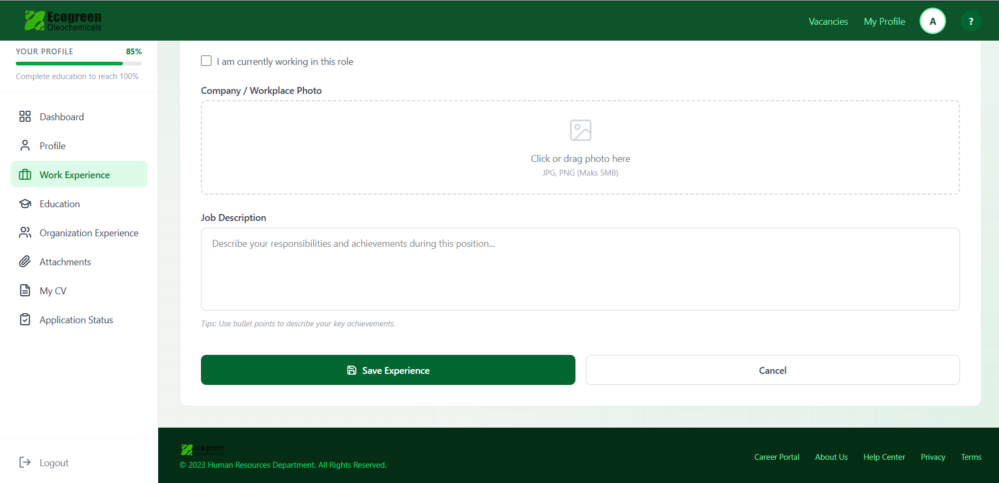 Ecogreen
Oleochemicals
Vacancies
My Profile
A
?
YOUR PROFILE
85%
Complete education to reach 100%
Dashboard
Profile
Work Experience
Education
Organization Experience
Attachments
My CV
Application Status
Logout
I am currently working in this role
Company / Workplace Photo
Click or drag photo here
JPG, PNG (Maks 5MB)
Job Description
Describe your responsibilities and achievements during this position...
Tips: Use bullet points to describe your key achievements.
Save Experience
Cancel
Ecogreen
Oleochemicals
© 2023 Human Resources Department. All Rights Reserved.
Career Portal
About Us
Help Center
Privacy
Terms